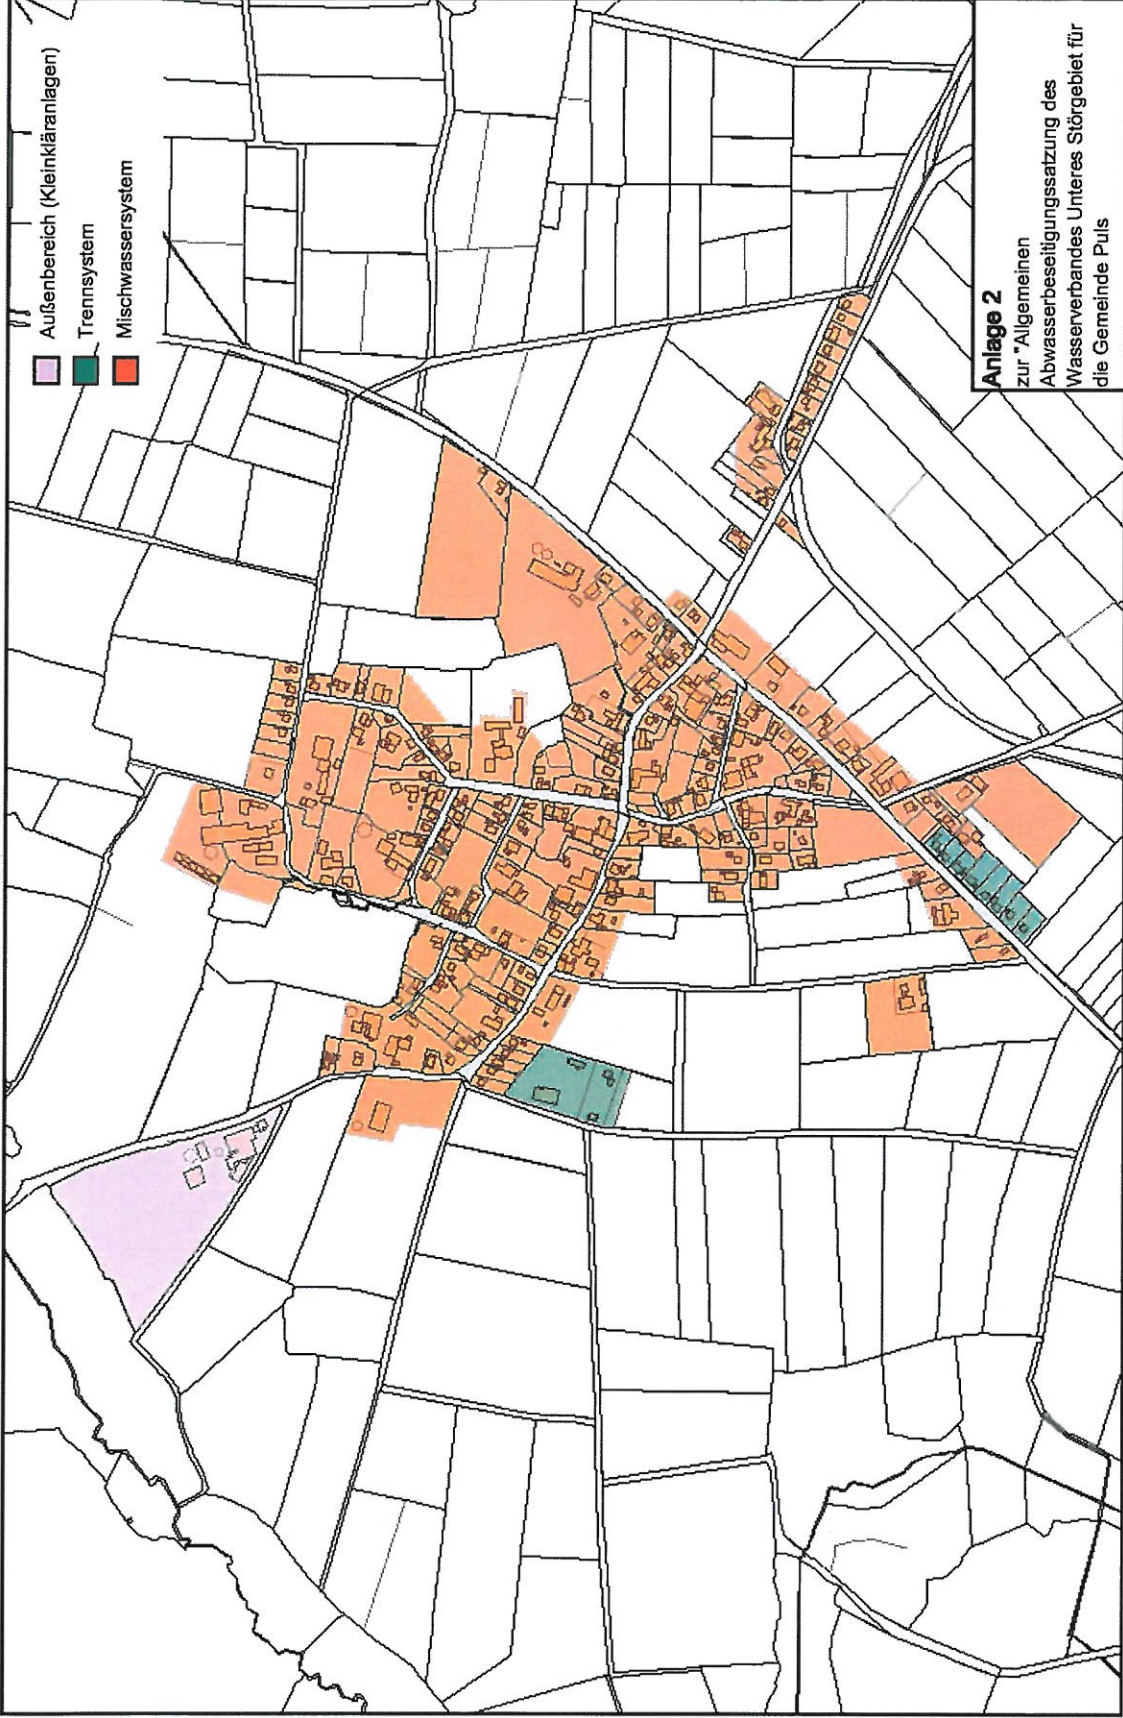 Außenbereich (Kleinkläranlagen)
Trennsystem
Mischwassersystem
Anlage 2
zur "Allgemeinen
Abwasserbeseitigungssatzung des
Wasserverbandes Unteres Störgebiet für
die Gemeinde Puls